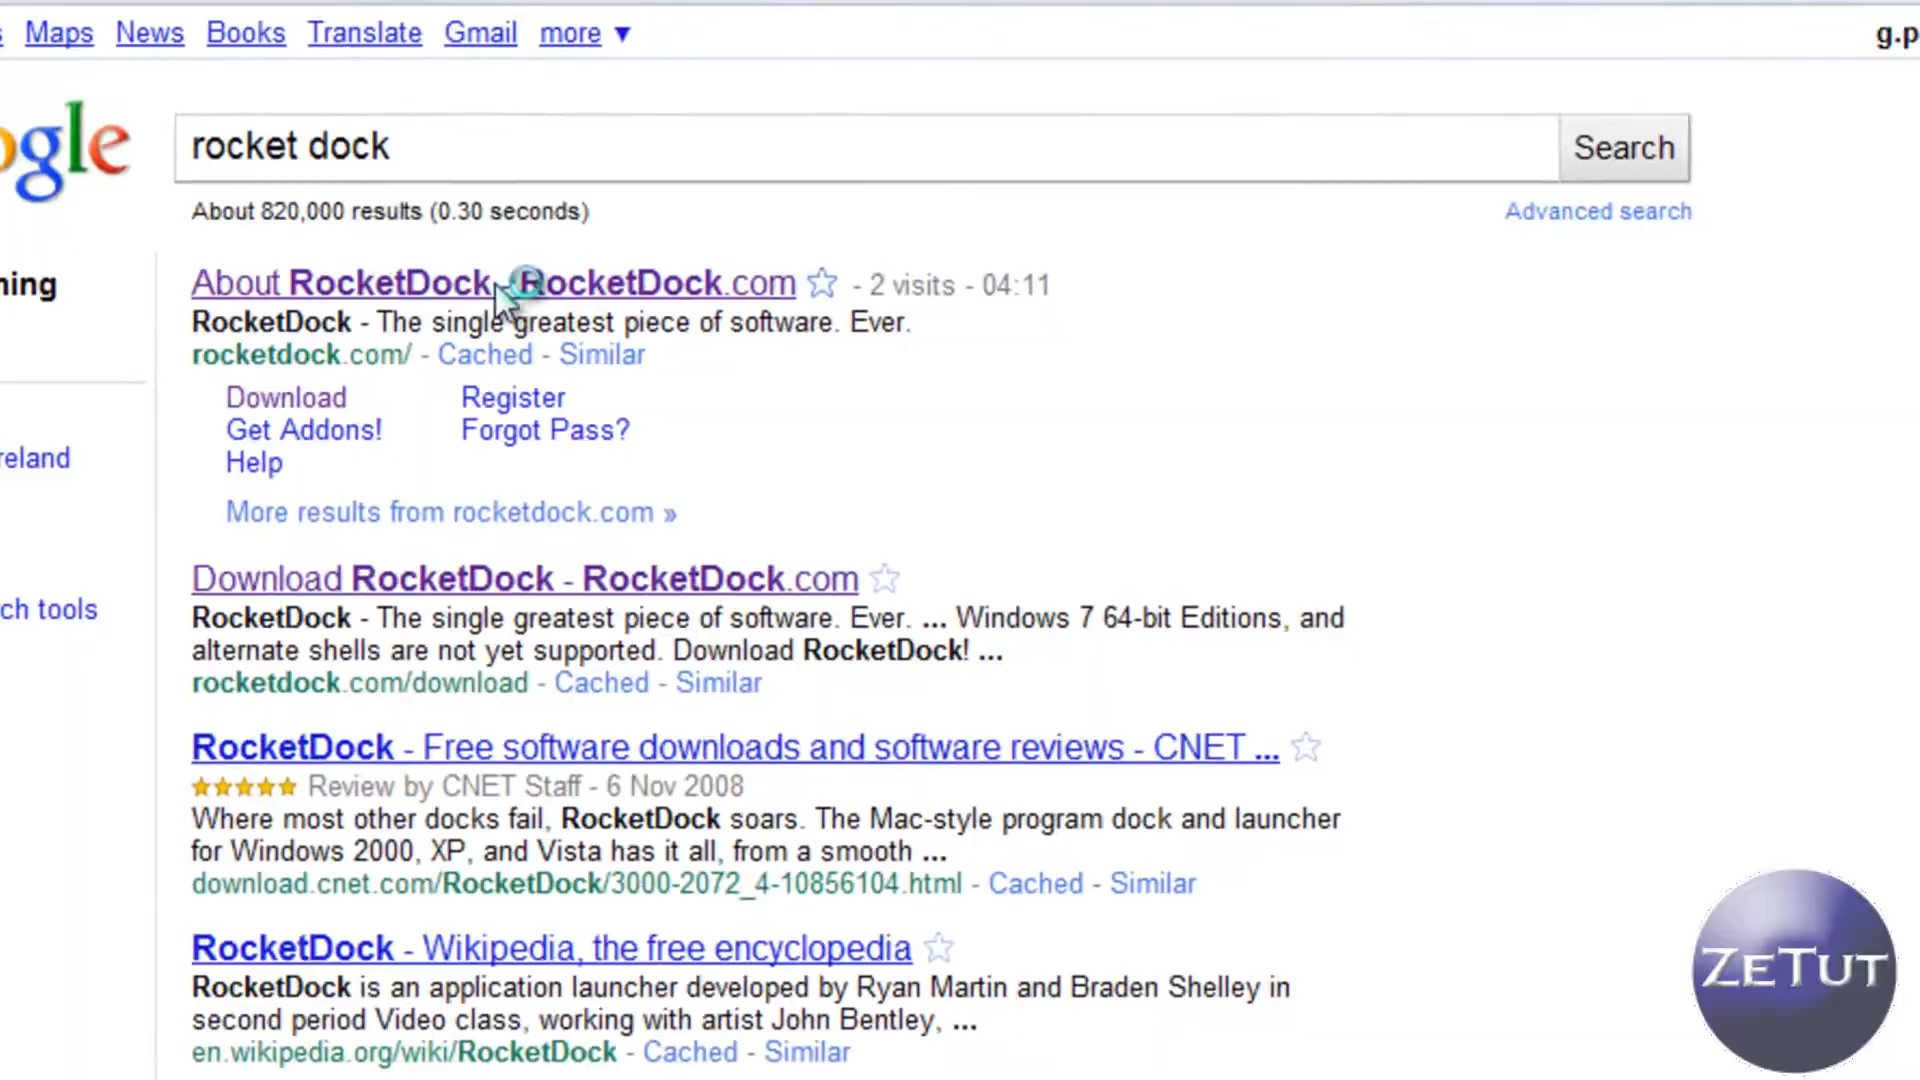 Maps News Books Translate Gmail more ▼
g.p
ogle
rocket dock
Search
About 820,000 results (0.30 seconds)
Advanced search
ning
reland
ch tools
About RocketDock - RocketDock.com - 2 visits - 04:11
RocketDock - The single greatest piece of software. Ever.
rocketdock.com/ - Cached - Similar
Download Register
Get Addons! Forgot Pass?
Help
More results from rocketdock.com »
Download RocketDock - RocketDock.com
RocketDock - The single greatest piece of software. Ever. ... Windows 7 64-bit Editions, and
alternate shells are not yet supported. Download RocketDock! ...
rocketdock.com/download - Cached - Similar
RocketDock - Free software downloads and software reviews - CNET ...
Review by CNET Staff - 6 Nov 2008
Where most other docks fail, RocketDock soars. The Mac-style program dock and launcher
for Windows 2000, XP, and Vista has it all, from a smooth ...
download.cnet.com/RocketDock/3000-2072_4-10856104.html - Cached - Similar
RocketDock - Wikipedia, the free encyclopedia
RocketDock is an application launcher developed by Ryan Martin and Braden Shelley in
second period Video class, working with artist John Bentley, ...
en.wikipedia.org/wiki/RocketDock - Cached - Similar
ZETUT